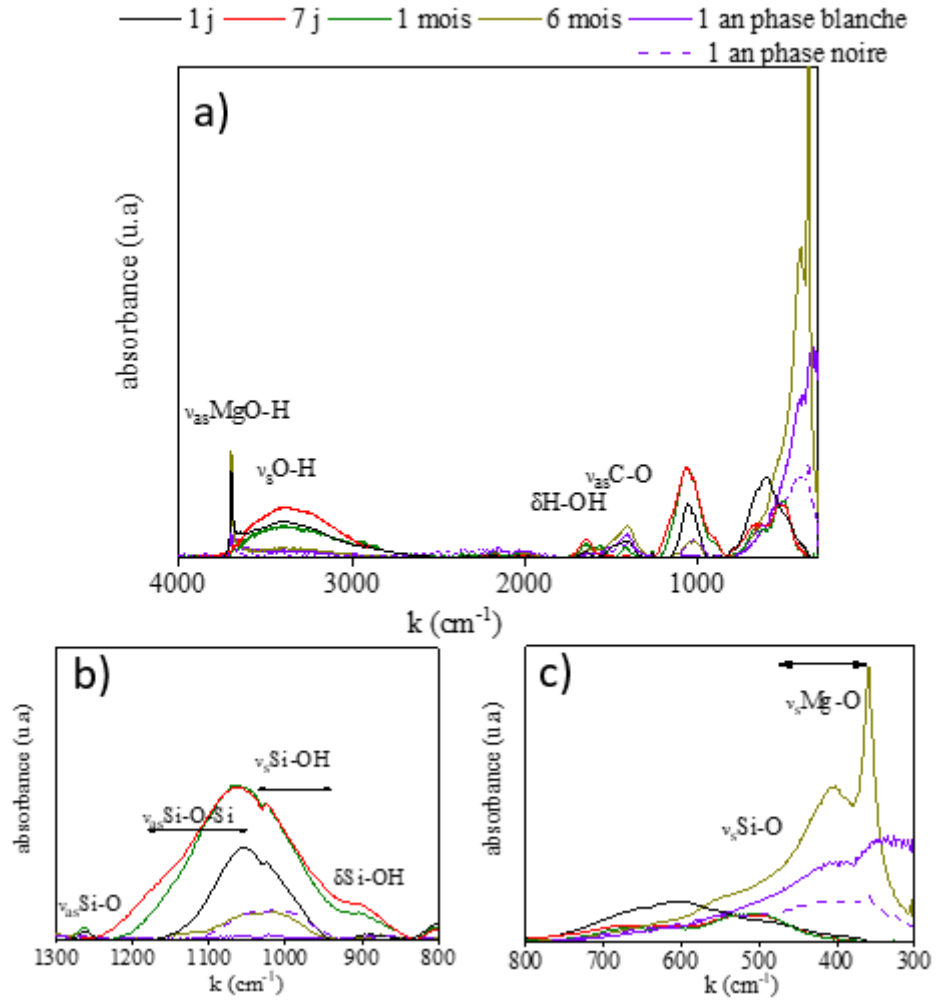 1 j 7 j 1 mois 6 mois 1 an phase blanche
1 an phase noire
a)
absorbance (u.a)
νasMgO-H
νsO-H
δH-OH
νasC-O
4000 3000 2000 1000
k (cm-1)
b)
absorbance (u.a)
νsSi-OH
νasSi-O-Si
δSi-OH
νasSi-O
1300 1200 1100 1000 900 800
k (cm-1)
c)
absorbance (u.a)
νsMg-O
νsSi-O
800 700 600 500 400 300
k (cm-1)